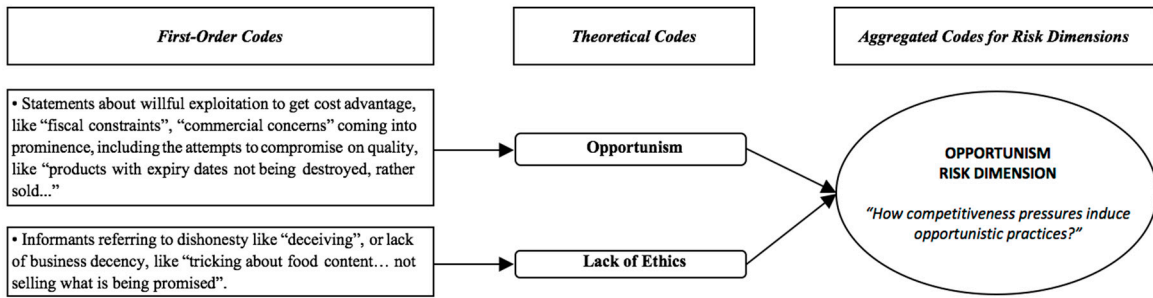 First-Order Codes
Theoretical Codes
Aggregated Codes for Risk Dimensions
• Statements about willful exploitation to get cost advantage,
like “fiscal constraints”, “commercial concerns” coming into
prominence, including the attempts to compromise on quality,
like “products with expiry dates not being destroyed, rather
sold...”
Opportunism
OPPORTUNISM
RISK DIMENSION
“How competitiveness pressures induce
opportunistic practices?”
• Informants referring to dishonesty like “deceiving”, or lack
of business decency, like “tricking about food content… not
selling what is being promised”.
Lack of Ethics